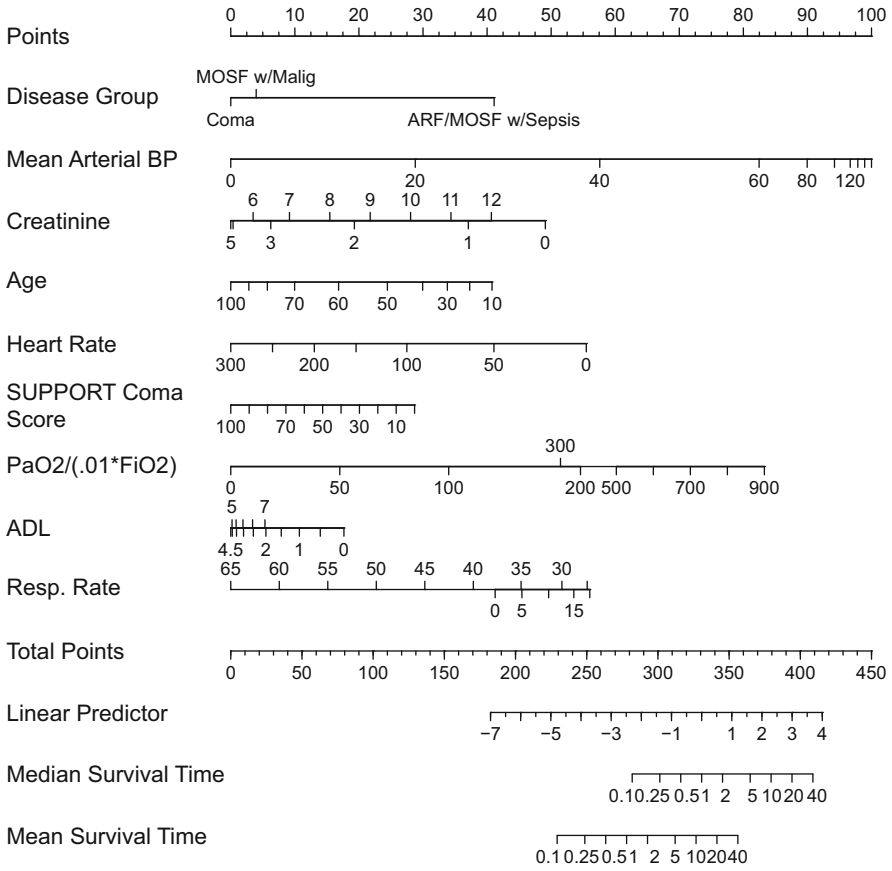 0 10 20 30 40 50 60 70 80 90 100
Points
MOSF w/Malig
Disease Group
Coma ARF/MOSF w/Sepsis
Mean Arterial BP
0 20 40 60 80 120
6 7 8 9 10 11 12
Creatinine
5 3 2 1 0
Age
100 70 60 50 30 10
Heart Rate
300 200 100 50 0
SUPPORT Coma
Score
100 70 50 30 10
300
PaO2/(.01*FiO2)
0 50 100 200 500 700 900
5 7
ADL
4.5 2 1 0
65 60 55 50 45 40 35 30
Resp. Rate
0 5 15
Total Points
0 50 100 150 200 250 300 350 400 450
Linear Predictor
−7 −5 −3 −1 1 2 3 4
Median Survival Time
0.10.25 0.51 2 5 1020 40
Mean Survival Time
0.1 0.25 0.51 2 5 102040